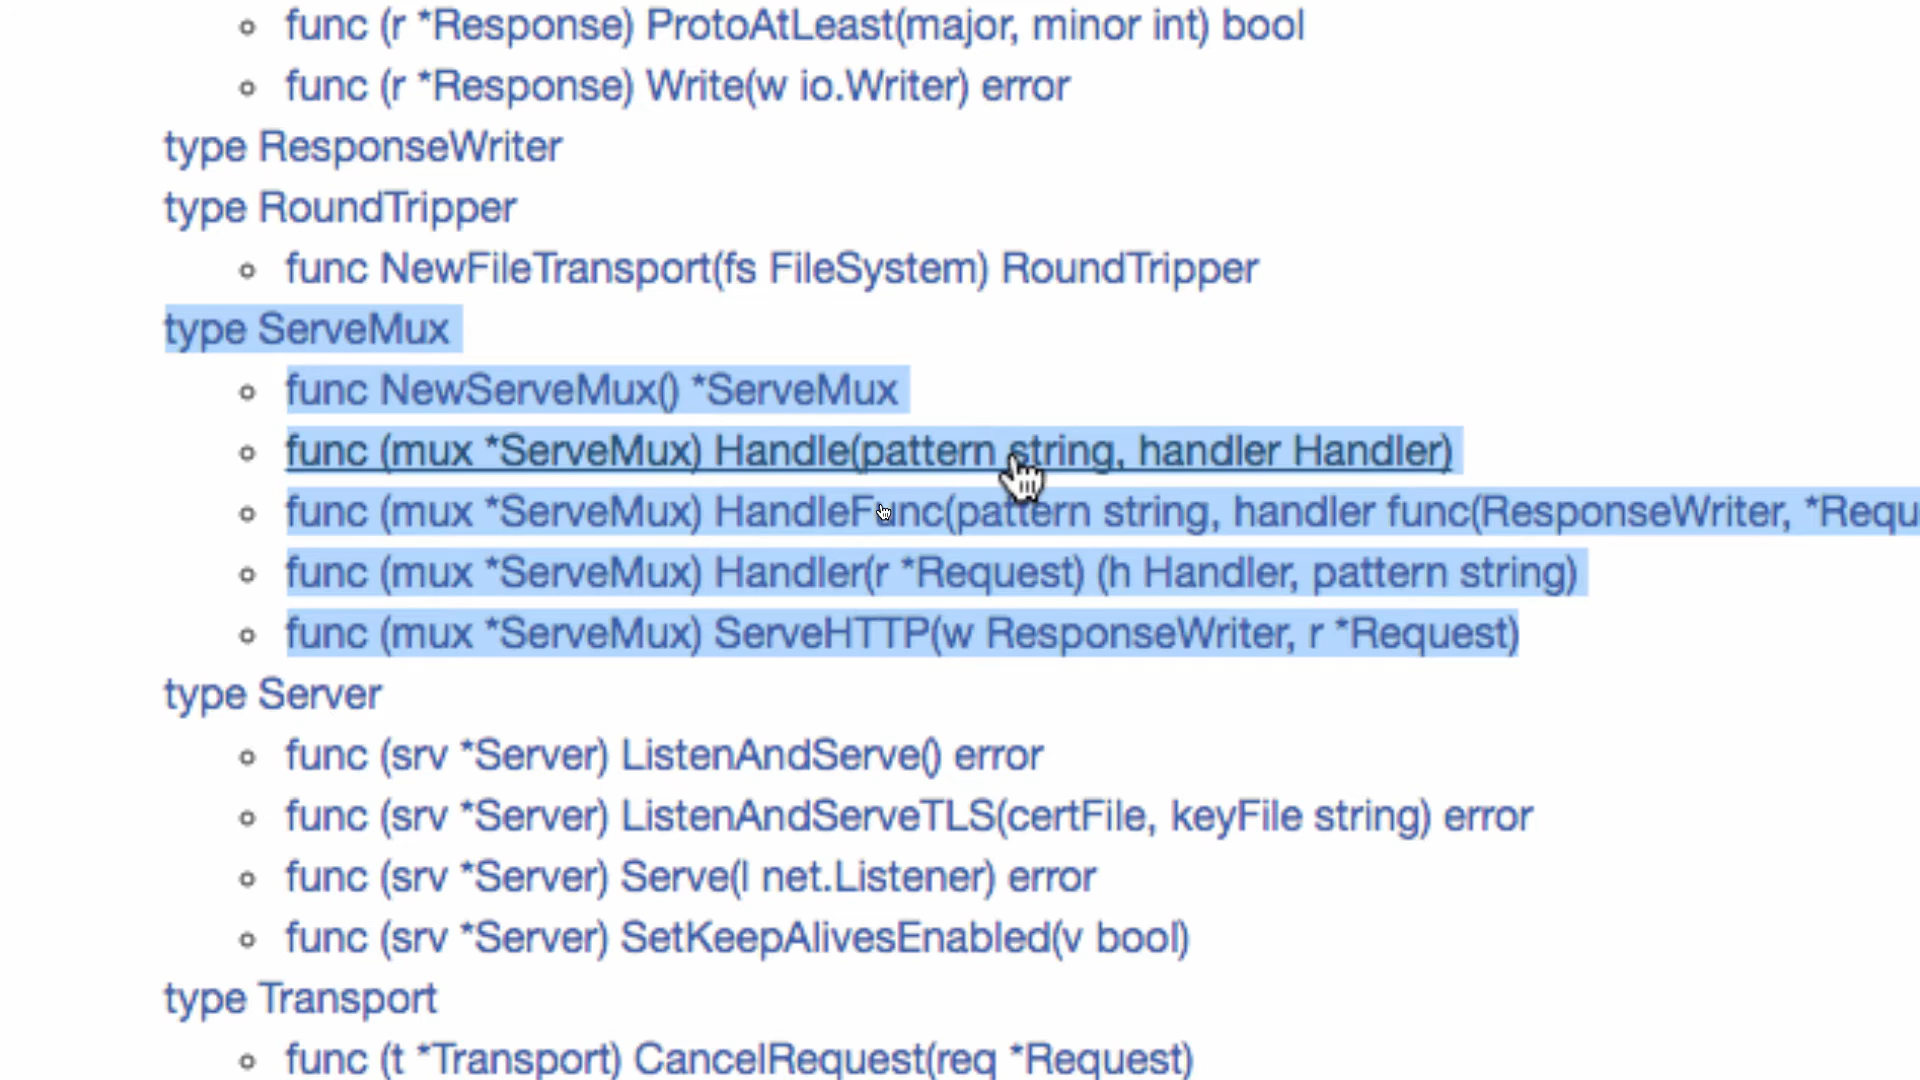 func (r *Response) ProtoAtLeast(major, minor int) bool
func (r *Response) Write(w io.Writer) error
type ResponseWriter
type RoundTripper
func NewFileTransport(fs FileSystem) RoundTripper
type ServeMux
func NewServeMux() *ServeMux
func (mux *ServeMux) Handle(pattern string, handler Handler)
func (mux *ServeMux) HandleFunc(pattern string, handler func(ResponseWriter, *Requ
func (mux *ServeMux) Handler(r *Request) (h Handler, pattern string)
func (mux *ServeMux) ServeHTTP(w ResponseWriter, r *Request)
type Server
func (srv *Server) ListenAndServe() error
func (srv *Server) ListenAndServeTLS(certFile, keyFile string) error
func (srv *Server) Serve(l net.Listener) error
func (srv *Server) SetKeepAlivesEnabled(v bool)
type Transport
func (t *Transport) CancelRequest(req *Request)